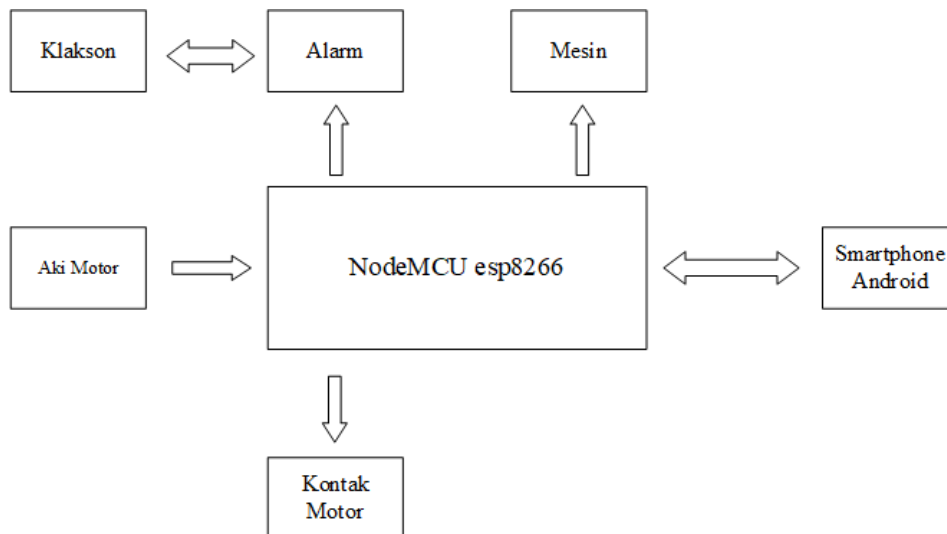 Klakson
Alarm
Mesin
Aki Motor
NodeMCU esp8266
Smartphone
Android
Kontak
Motor